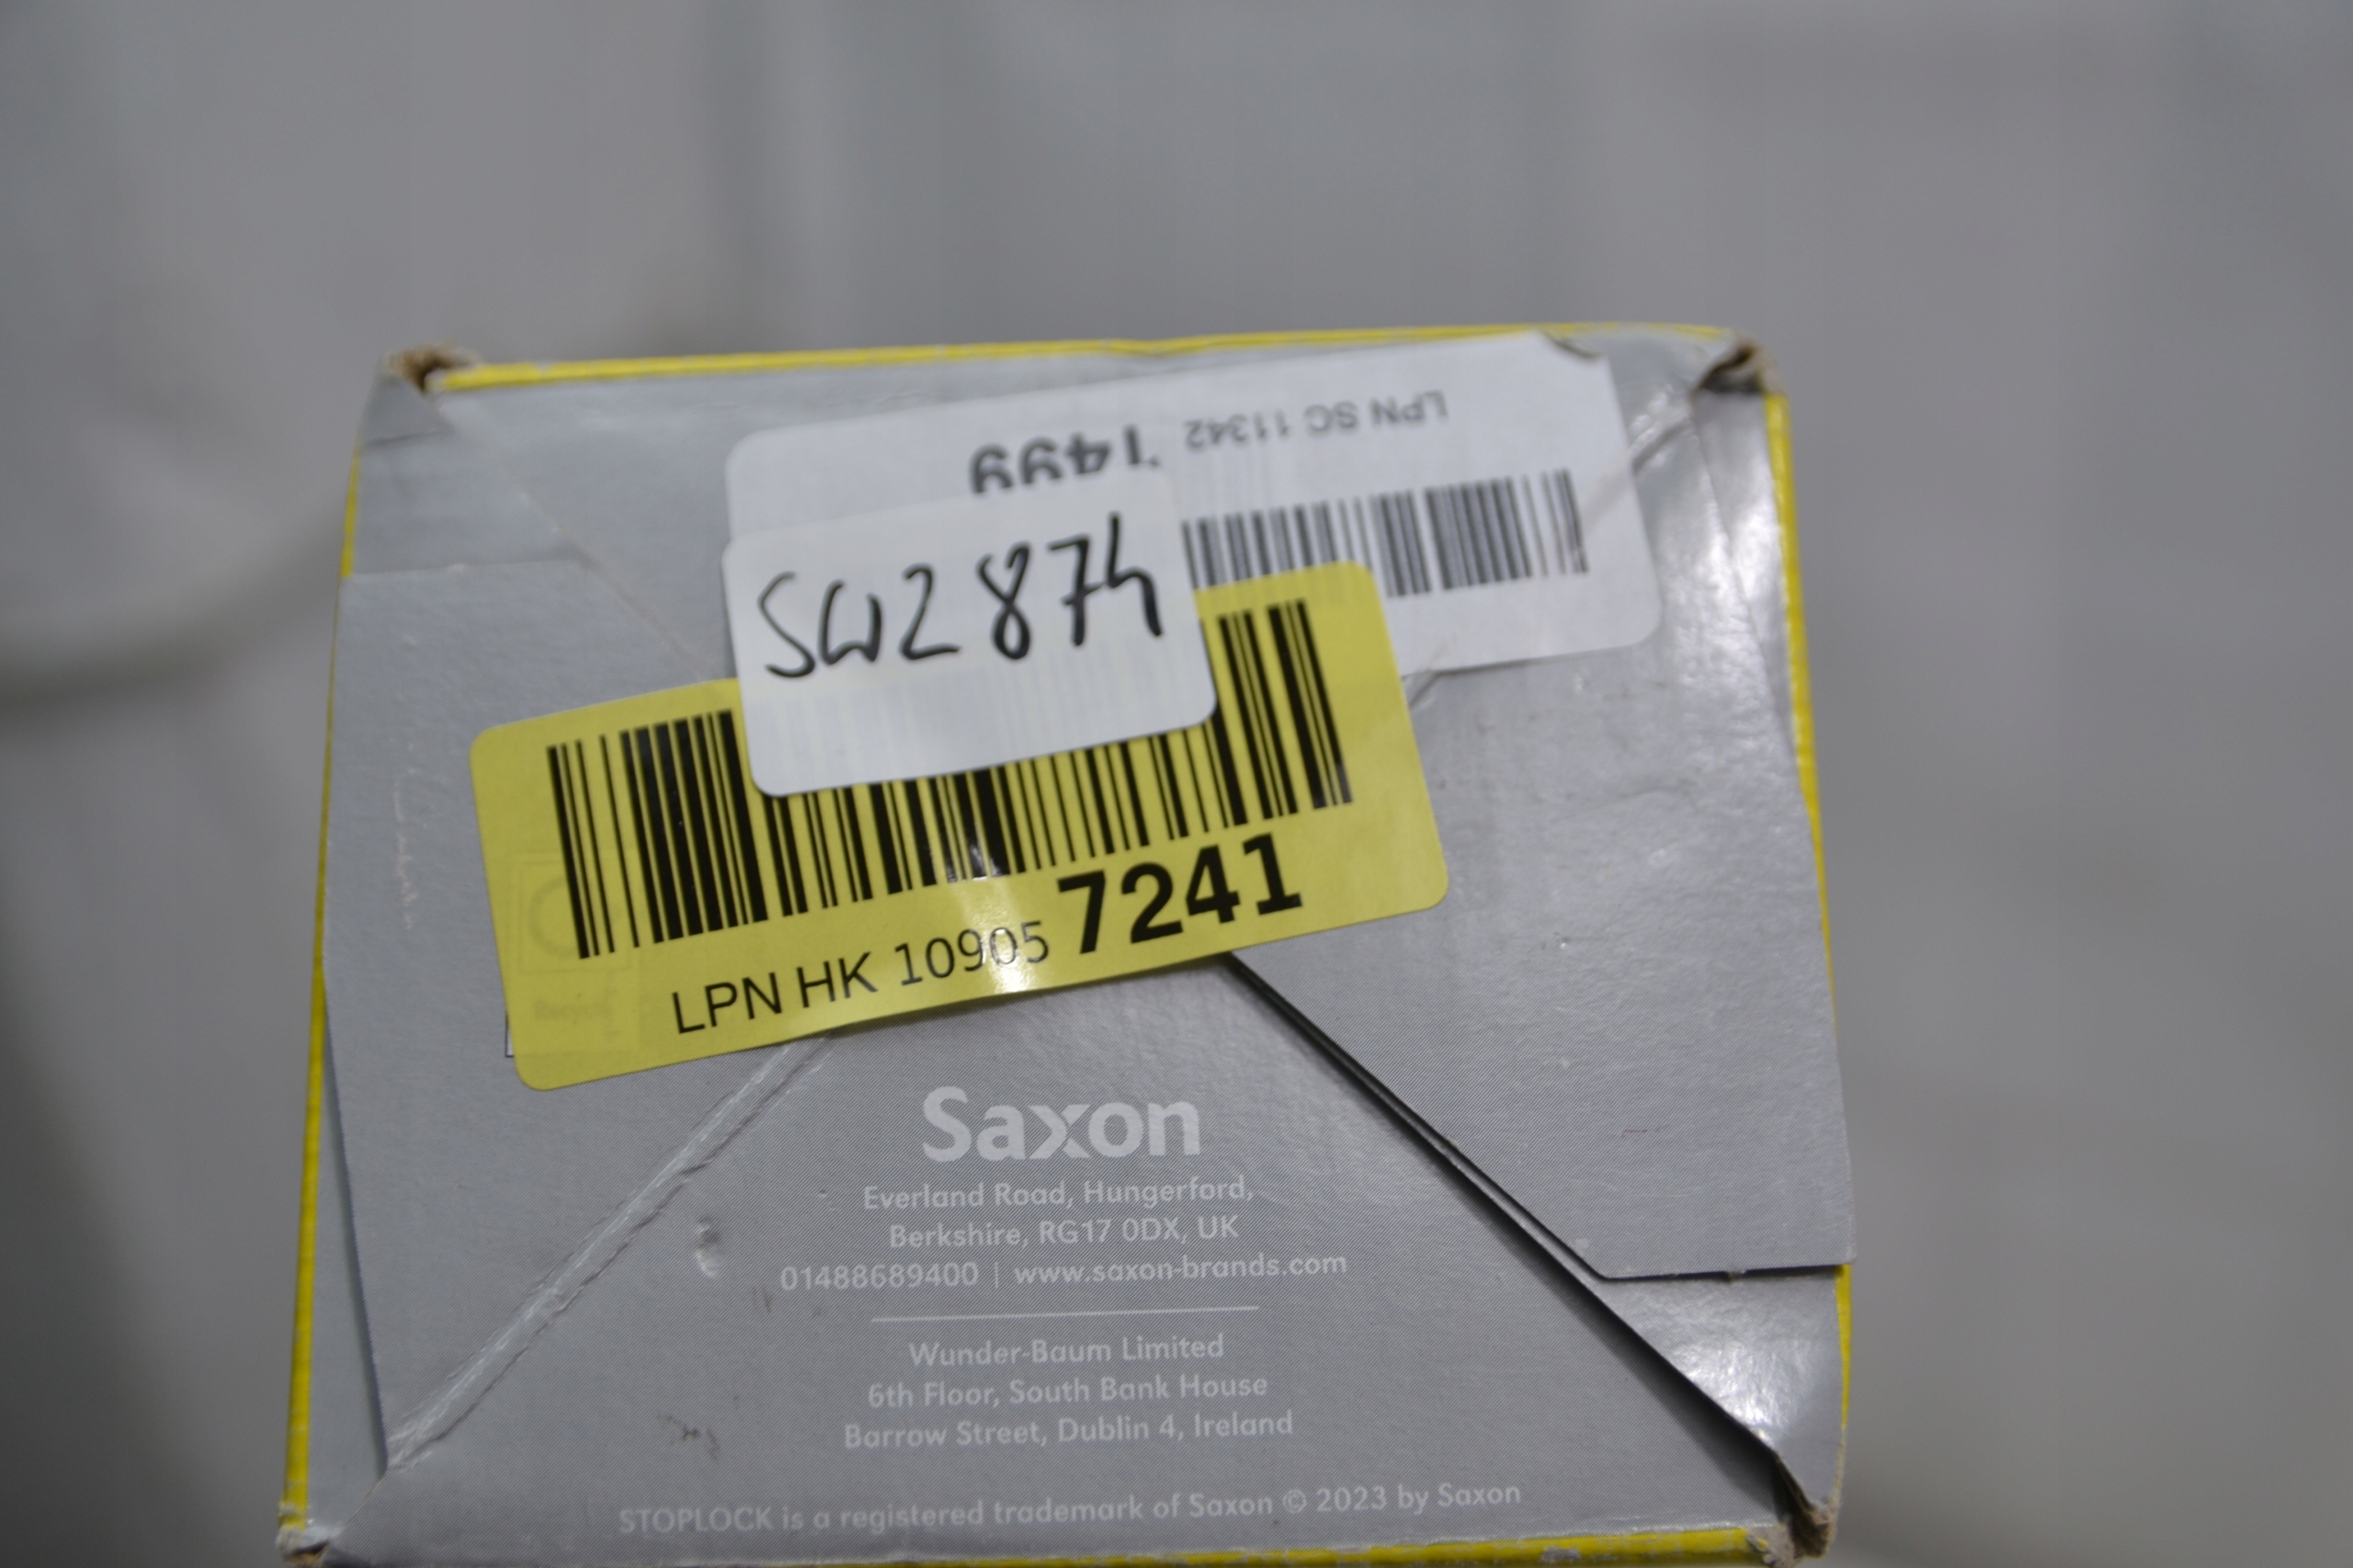 LPN SC 11342 1499
SW2874
LPN HK 10905 7241
Saxon
Everland Road, Hungerford,
Berkshire, RG17 0DX, UK
01488689400 | www.saxon-brands.com
Wunder-Baum Limited
6th Floor, South Bank House
Barrow Street, Dublin 4, Ireland
STOPLOCK is a registered trademark of Saxon © 2023 by Saxon